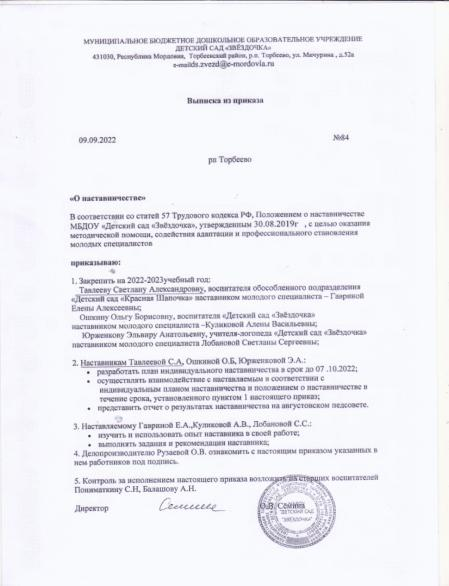 МУНИЦИПАЛЬНОЕ БЮДЖЕТНОЕ ДОШКОЛЬНОЕ ОБРАЗОВАТЕЛЬНОЕ УЧРЕЖДЕНИЕ
ДЕТСКИЙ САД «ЗВЁЗДОЧКА»
431030, Республика Мордовия, Торбеевский район, р.п. Торбеево, ул. Мичурина , д.52а
e-mailds.zvezd@e-mordovia.ru
Выписка из приказа
09.09.2022 №84
рп Торбеево
«О наставничестве»
В соответствии со статей 57 Трудового кодекса РФ, Положением о наставничестве
МБДОУ «Детский сад «Звёздочка», утвержденным 30.08.2019г , с целью оказания
методической помощи, содействия адаптации и профессионального становления
молодых специалистов
приказываю:
1. Закрепить на 2022-2023учебный год:
Тавлееву Светлану Александровну, воспитателя обособленного подразделения
«Детский сад «Красная Шапочка» наставником молодого специалиста – Гавриной
Елены Алексеевны;
Ошкину Ольгу Борисовну, воспитателя «Детский сад «Звёздочка»
наставником молодого специалиста –Куликовой Алены Васильевны;
Юрженкову Эльвиру Анатольевну, учителя-логопеда «Детский сад «Звёздочка»
наставником молодого специалиста Лобановой Светланы Сергеевны;
2. Наставникам Тавлеевой С.А, Ошкиной О.Б, Юрженковой Э.А.:
• разработать план индивидуального наставничества в срок до 07 .10.2022;
• осуществлять взаимодействие с наставляемым в соответствии с
индивидуальным планом наставничества и положением о наставничестве в
течение срока, установленного пунктом 1 настоящего приказ;
• представить отчет о результатах наставничества на августовском педсовете.
3. Наставляемому Гавриной Е.А.,Куликовой А.В., Лобановой С.С.:
• изучить и использовать опыт наставника в своей работе;
• выполнять задания и рекомендации наставника;
4. Делопроизводителю Рузаевой О.В. ознакомить с настоящим приказом указанных в
нем работников под подпись.
5. Контроль за исполнением настоящего приказа возложить на старших воспитателей
Пониматкину С.Н, Балашову А.Н.
Директор О.В. Сёмина
"ДЕТСКИЙ САД
"ЗВЁЗДОЧКА"